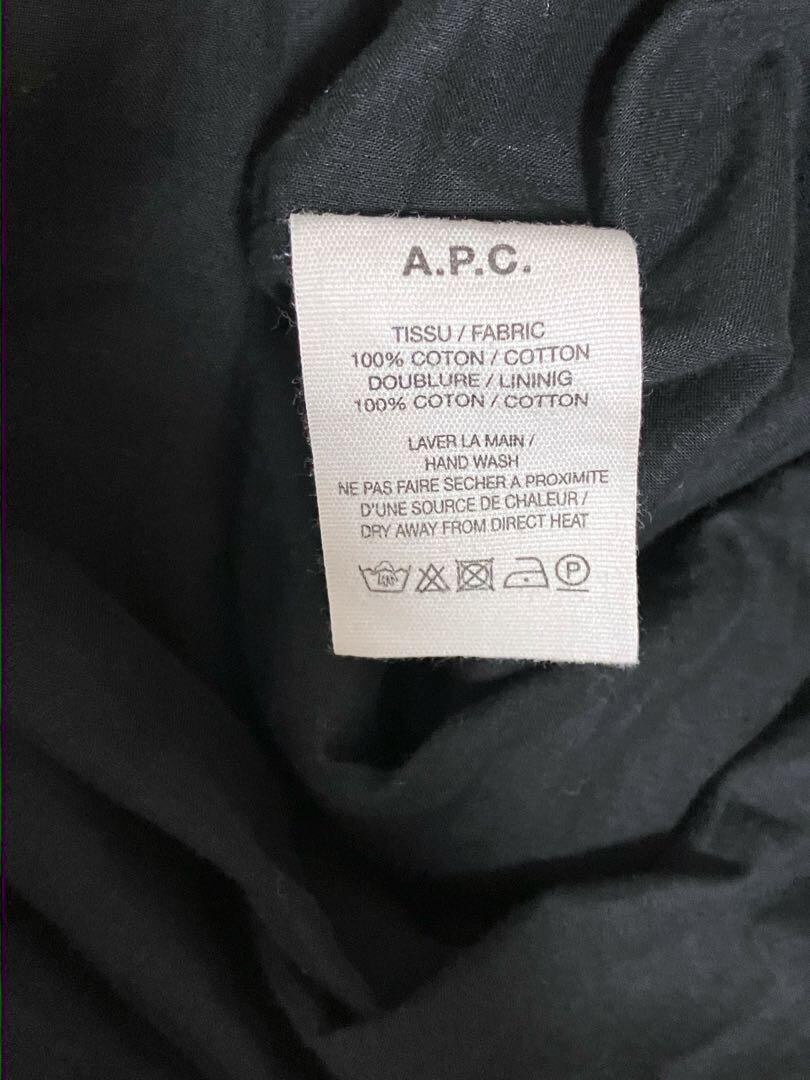 A.P.C.
TISSU / FABRIC
100% COTON / COTTON
DOUBLURE / LININIG
100% COTON / COTTON
LAVER LA MAIN /
HAND WASH
NE PAS FAIRE SECHER A PROXIMITE
D'UNE SOURCE DE CHALEUR /
DRY AWAY FROM DIRECT HEAT
P